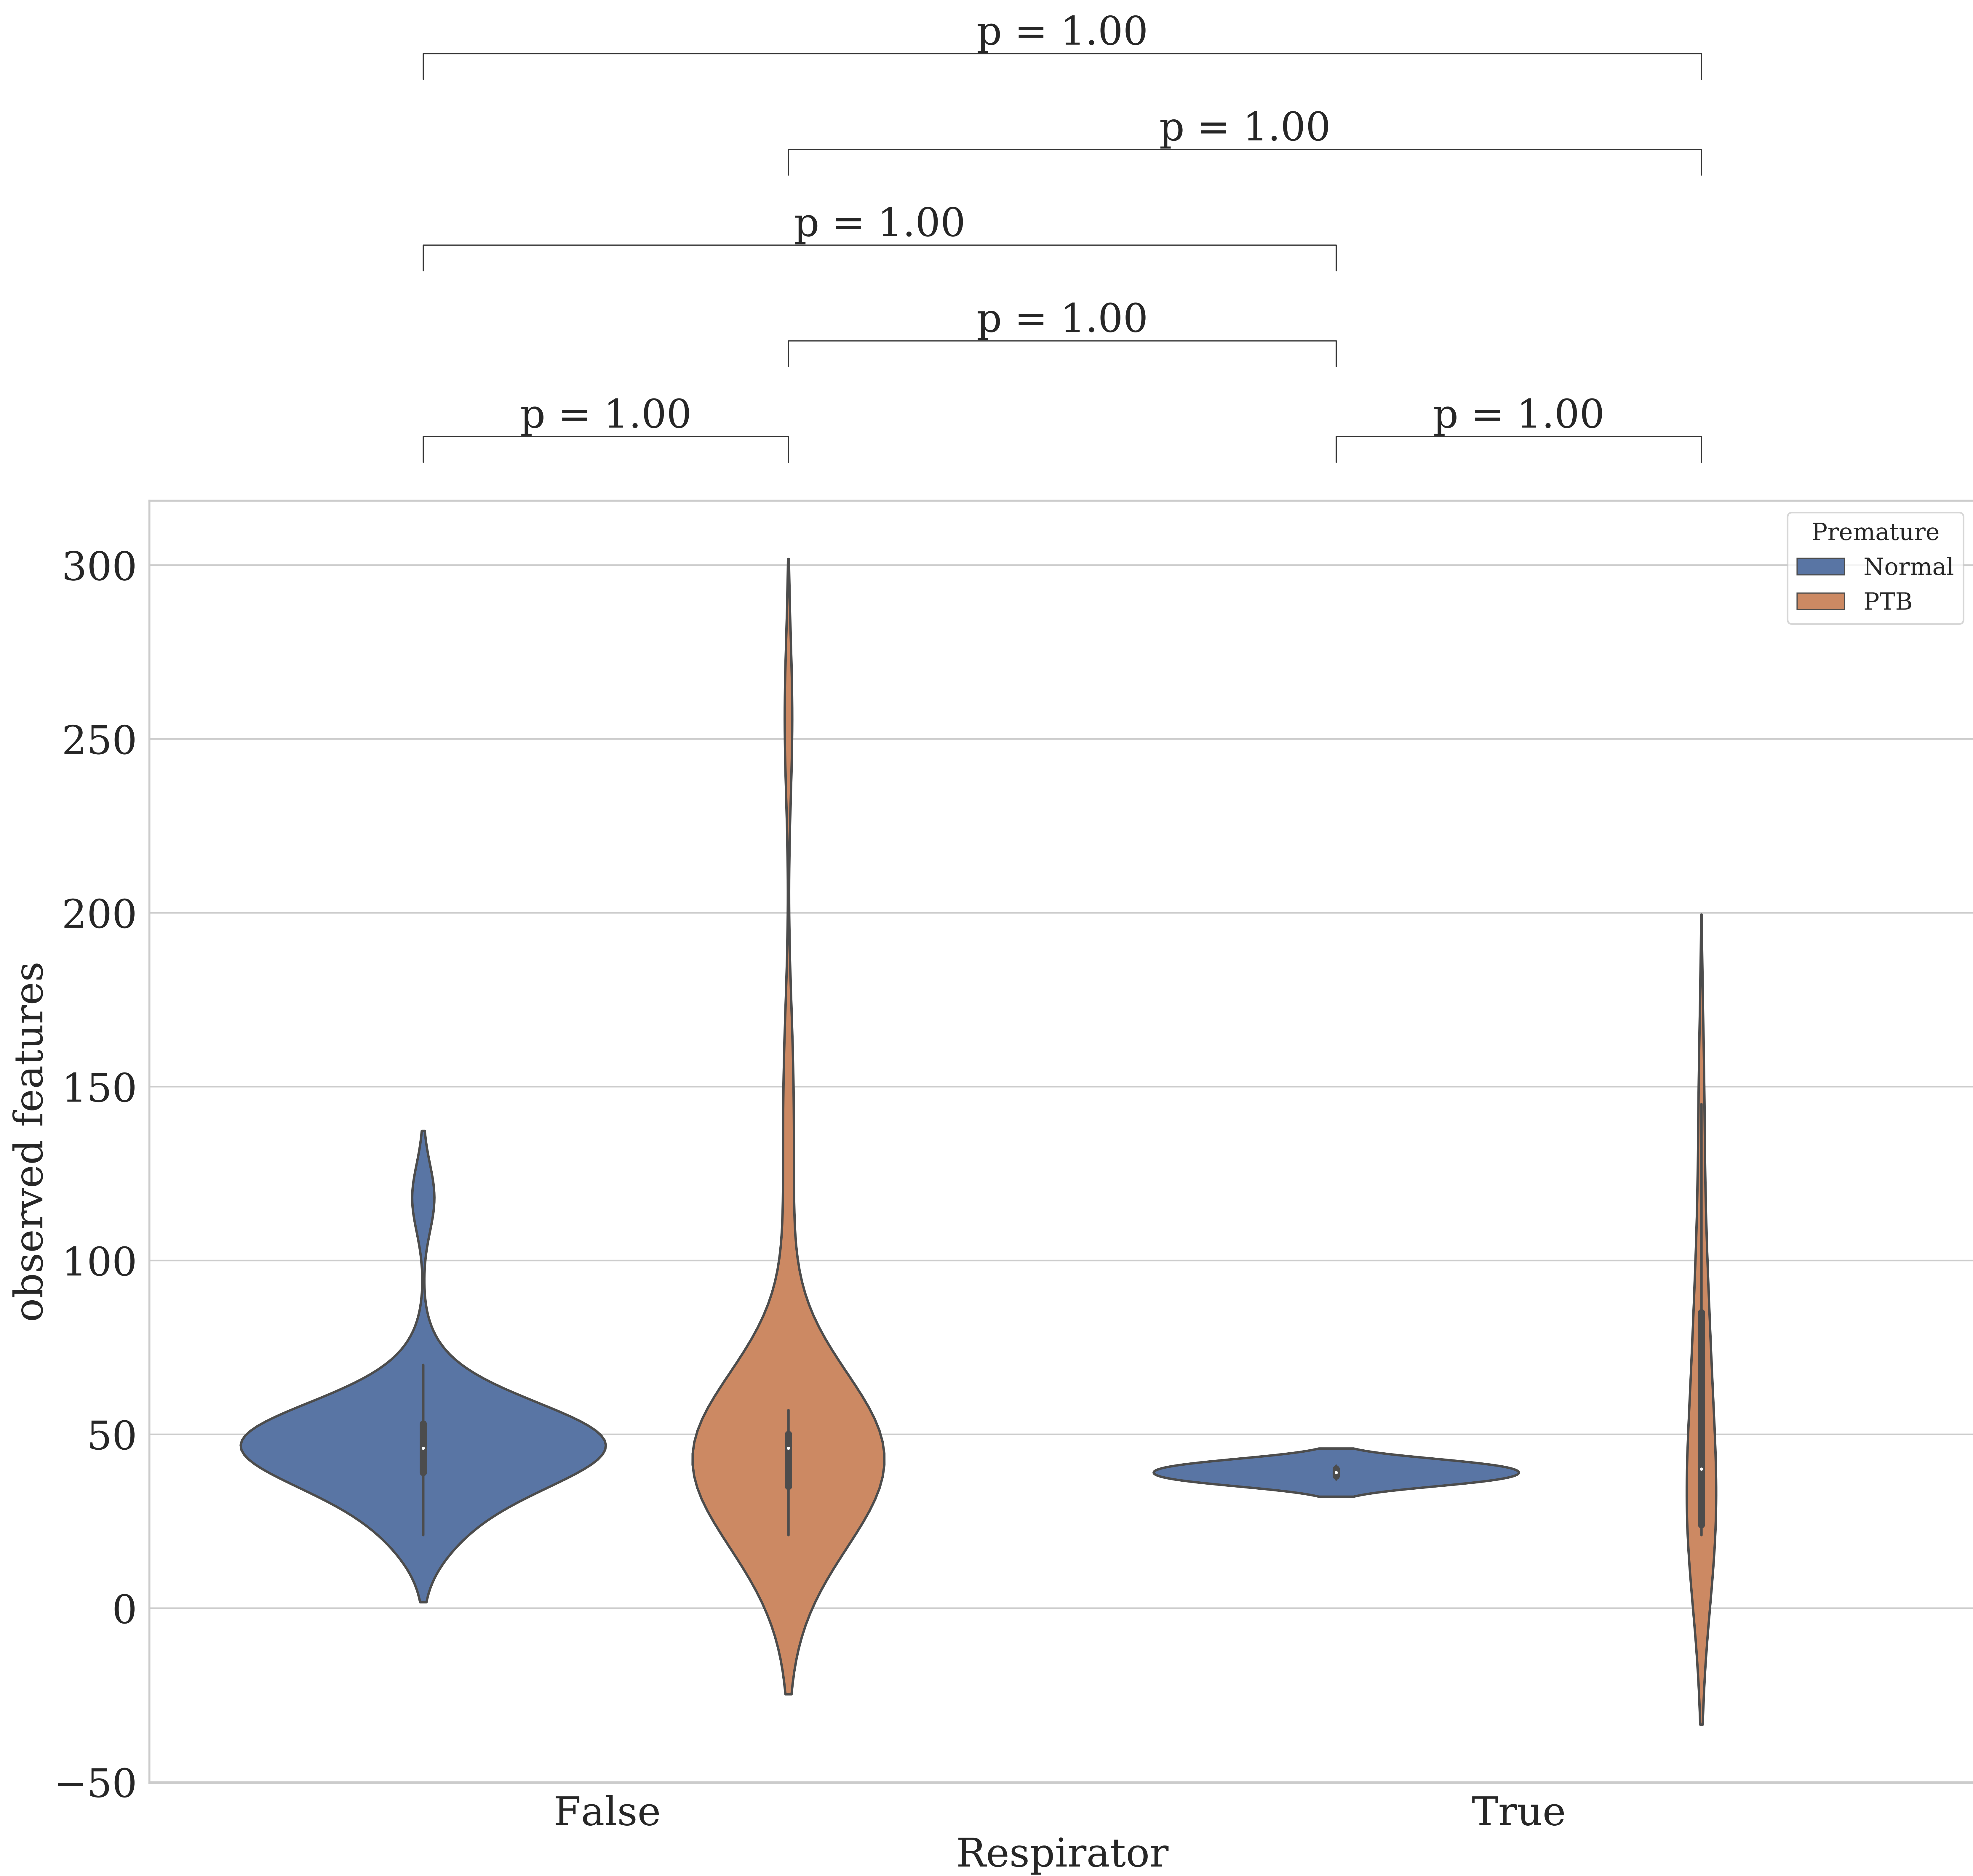 p = 1.00
p = 1.00
p = 1.00
p = 1.00
p = 1.00
p = 1.00
Premature
Normal
PTB
300
250
200
150
100
50
0
−50
observed features
False
True
Respirator